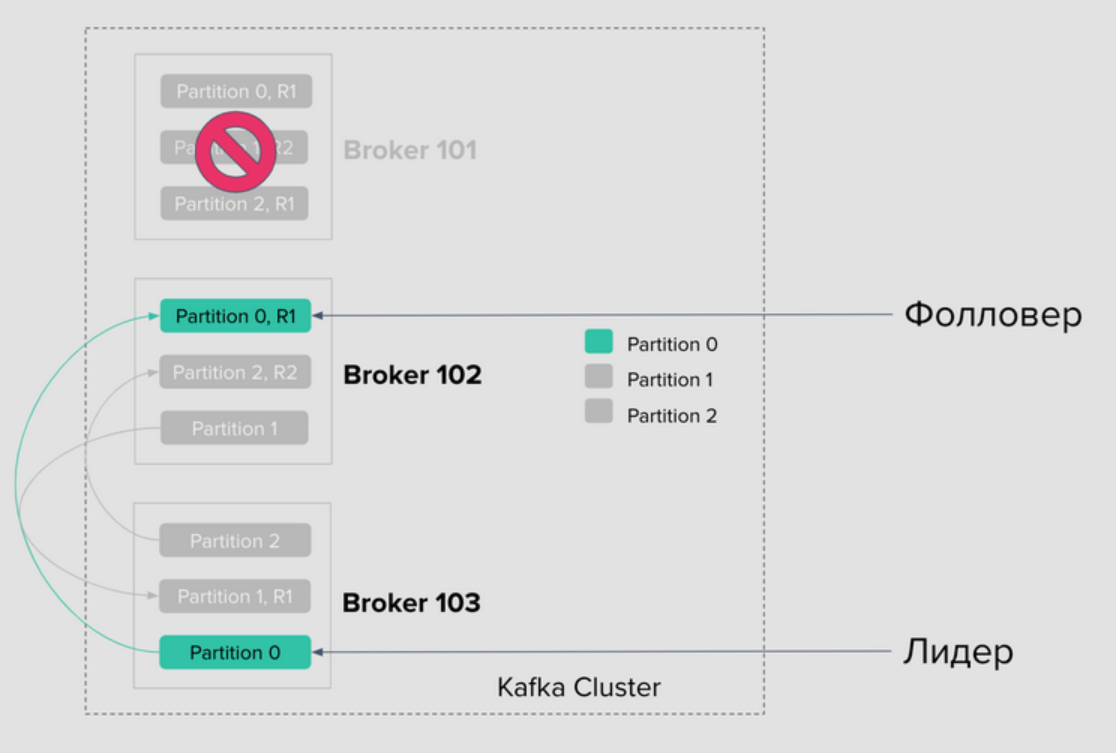 Partition 0, R1
R2
Partition 2, R1
Broker 101
Partition 0, R1
Partition 2, R2
Partition 1
Broker 102
Partition 0
Partition 1
Partition 2
Фолловер
Partition 2
Partition 1, R1
Partition 0
Broker 103
Лидер
Kafka Cluster